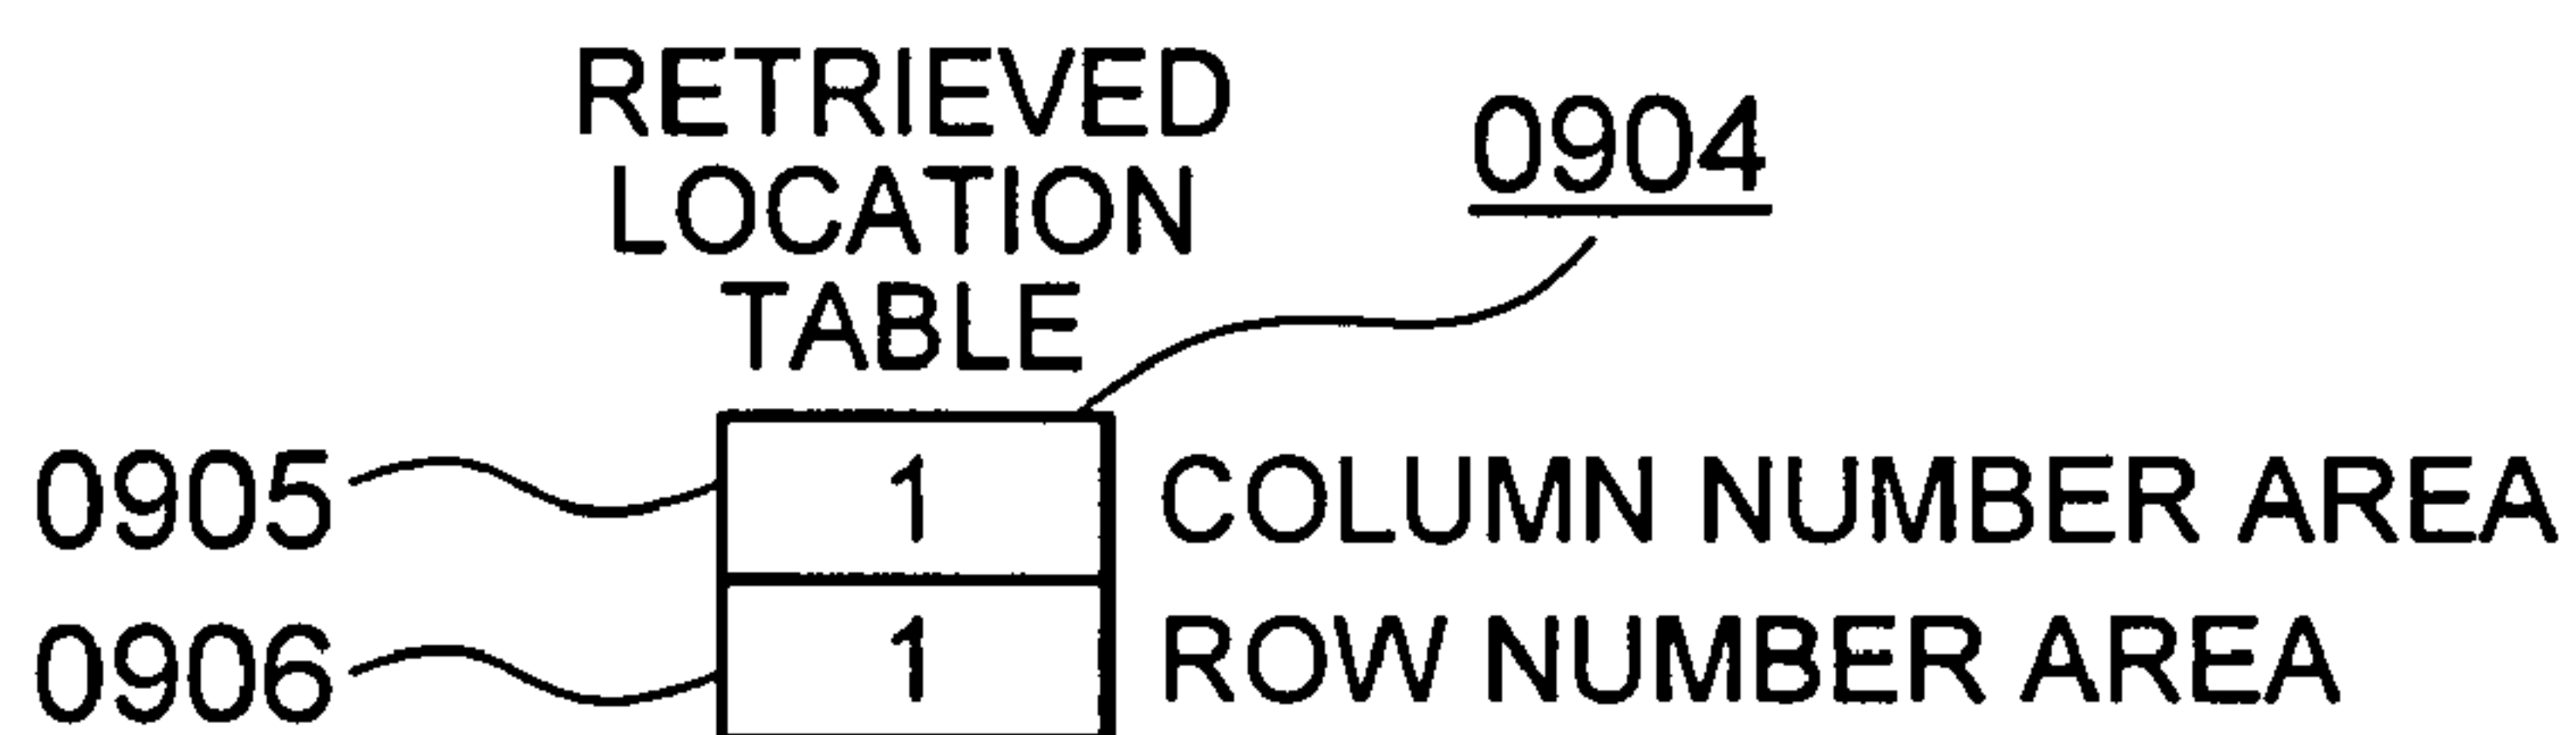 RETRIEVED
LOCATION
TABLE
0904
0905 1 COLUMN NUMBER AREA
0906 1 ROW NUMBER AREA